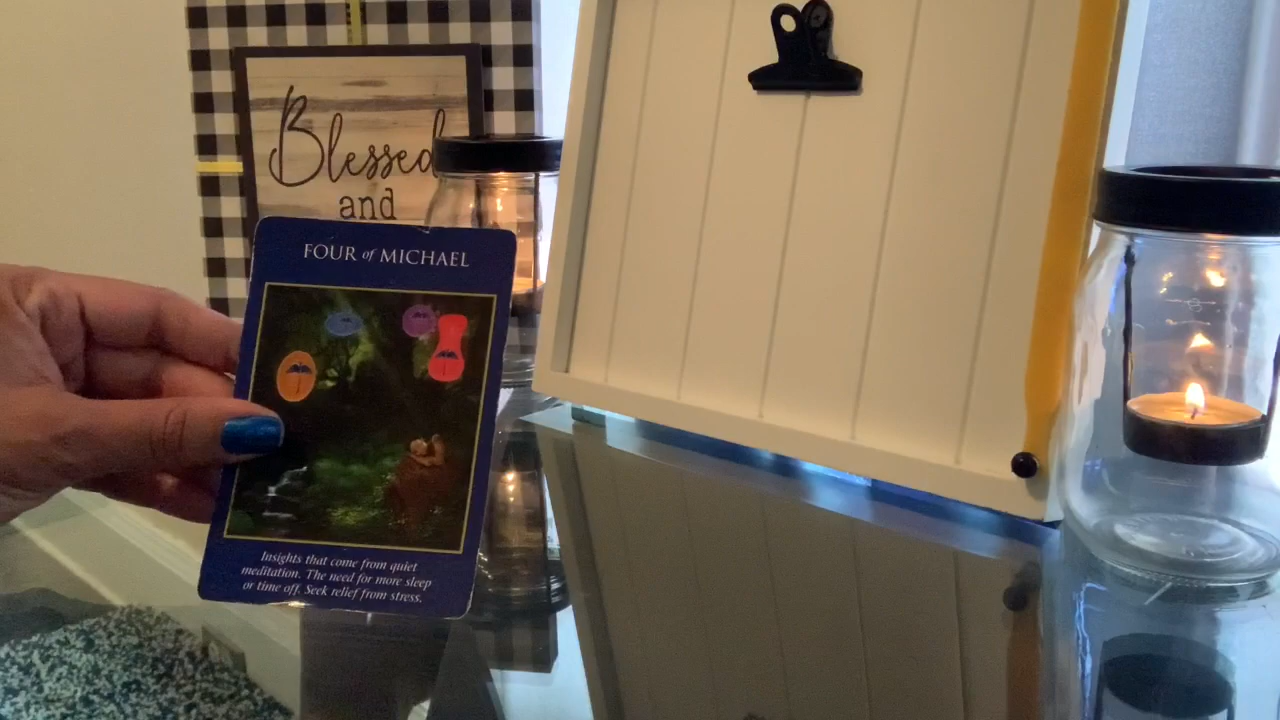 Blessed
and
FOUR of MICHAEL
Insights that come from quiet
meditation. The need for more sleep
or time off. Seek relief from stress.